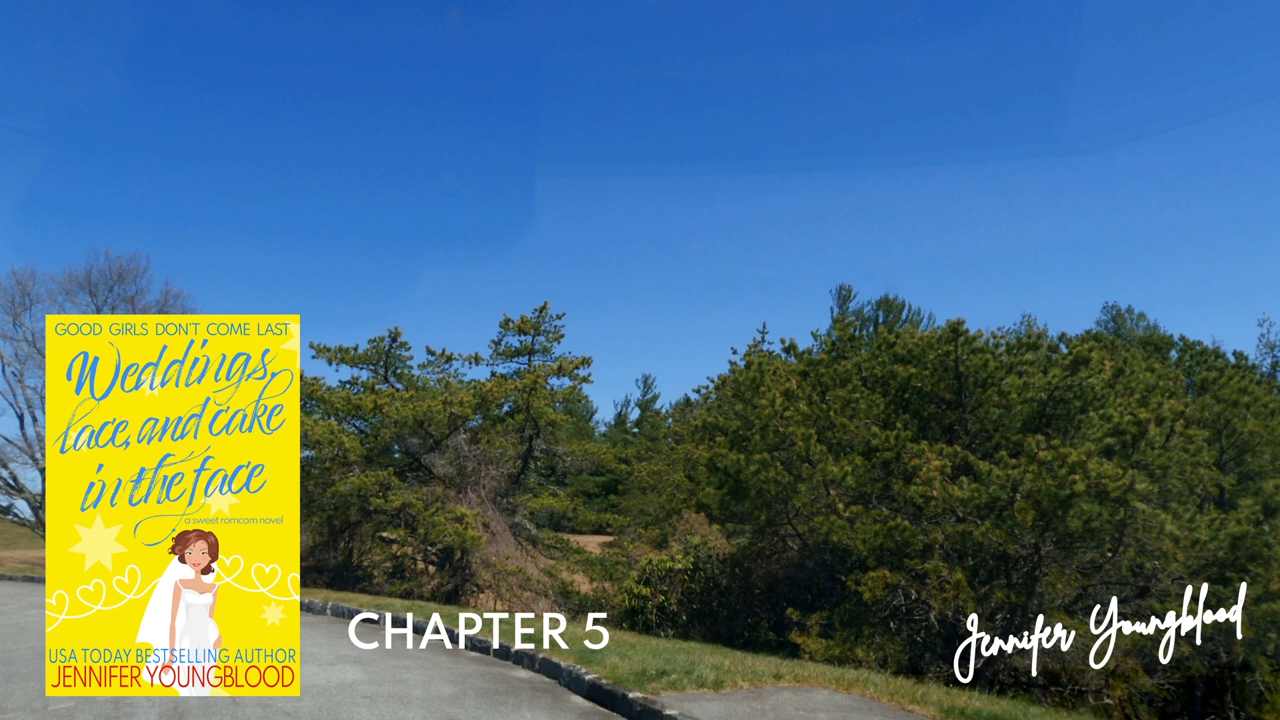 GOOD GIRLS DON'T COME LAST
Weddings,
lace, and cake
in the face
a sweet romcom novel
USA TODAY BESTSELLING AUTHOR
JENNIFER YOUNGBLOOD
CHAPTER 5
Jennifer Youngblood